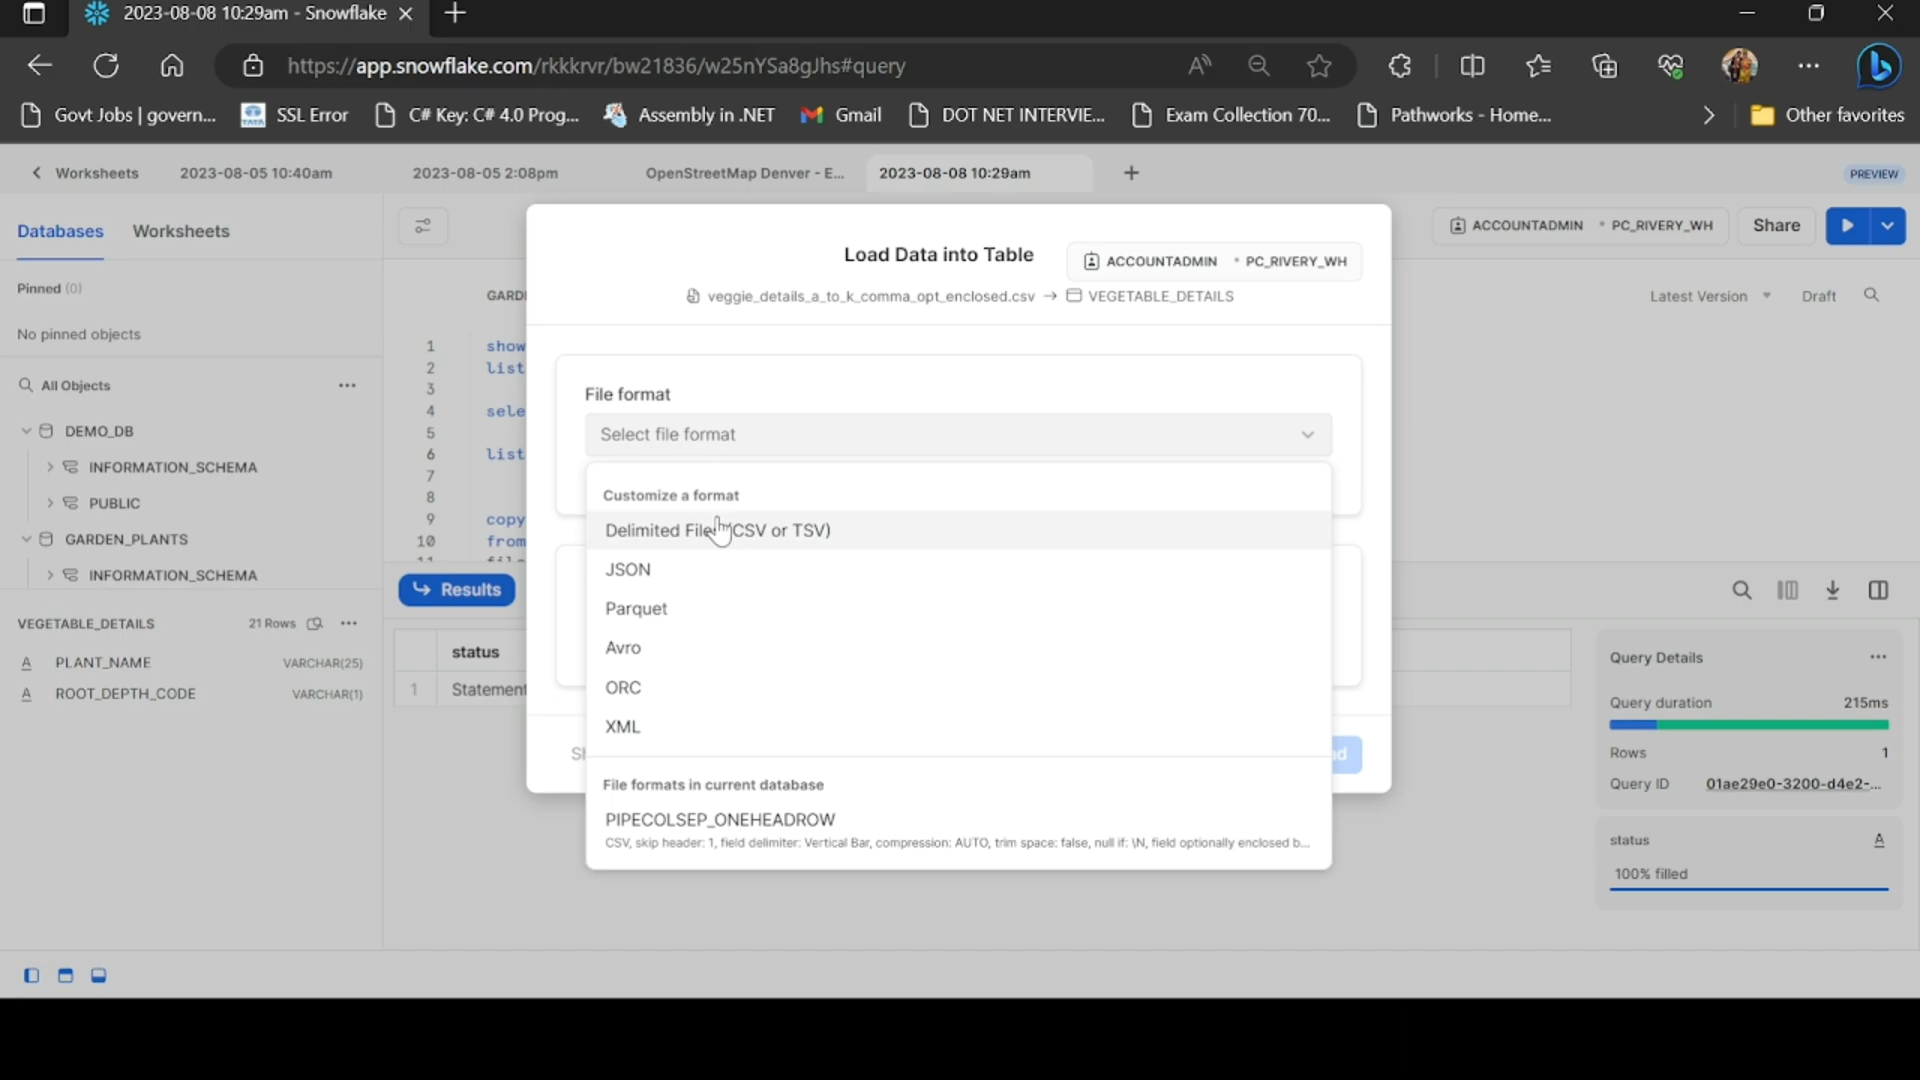 2023-08-08 10:29am - Snowflake
https://app.snowflake.com/rkkkrvr/bw21836/w25nYSa8gJhs#query
Govt Jobs | govern... SSL Error C# Key: C# 4.0 Prog... Assembly in .NET Gmail DOT NET INTERVIE... Exam Collection 70... Pathworks - Home... Other favorites
Worksheets 2023-08-05 10:40am 2023-08-05 2:08pm OpenStreetMap Denver - E... 2023-08-08 10:29am PREVIEW
Databases Worksheets
ACCOUNTADMIN PC_RIVERY_WH Share
Load Data into Table
ACCOUNTADMIN PC_RIVERY_WH
veggie_details_a_to_k_comma_opt_enclosed.csv → VEGETABLE_DETAILS
Pinned (0)
No pinned objects
All Objects
DEMO_DB
INFORMATION_SCHEMA
PUBLIC
GARDEN_PLANTS
INFORMATION_SCHEMA
GARD
Latest Version Draft
1 show
2 list
3
4 sele
5
6 list
7
8
9 copy
10 from
11
File format
Select file format
Customize a format
Delimited File (CSV or TSV)
JSON
Parquet
Avro
ORC
XML
File formats in current database
PIPECOLSEP_ONEHEADROW
CSV, skip header: 1, field delimiter: Vertical Bar, compression: AUTO, trim space: false, null if: \N, field optionally enclosed b...
Results
VEGETABLE_DETAILS 21 Rows
A PLANT_NAME VARCHAR(25)
A ROOT_DEPTH_CODE VARCHAR(1)
status
1 Statement
Query Details
Query duration 215ms
Rows 1
Query ID 01ae29e0-3200-d4e2-...
status A
100% filled